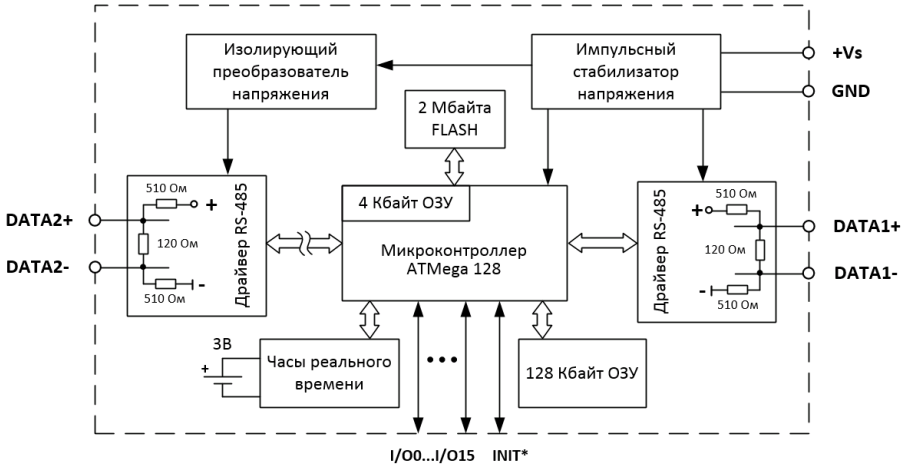 Изолирующий
преобразователь
напряжения
Импульсный
стабилизатор
напряжения
+Vs
GND
2 Мбайта
FLASH
510 Ом
+
DATA2+
120 Ом
DATA2-
-
510 Ом
Драйвер RS-485
4 Кбайт ОЗУ
Микроконтроллер
ATMega 128
Драйвер RS-485
510 Ом
+
DATA1+
120 Ом
DATA1-
-
510 Ом
3В
+
Часы реального
времени
128 Кбайт ОЗУ
I/O0...I/O15 INIT*